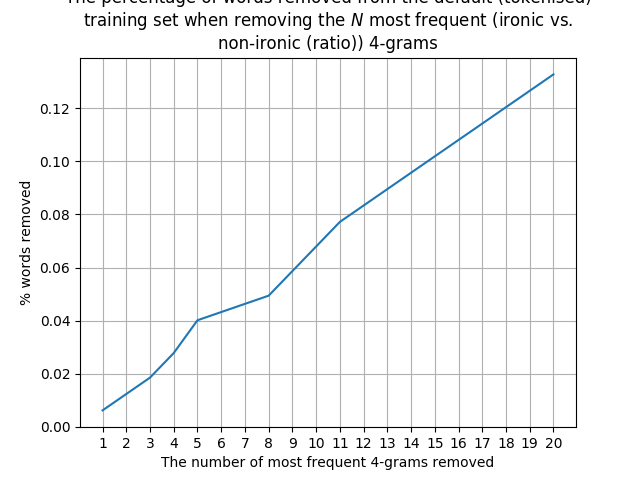 The percentage of words removed from the default (tokenised)
training set when removing the N most frequent (ironic vs.
non-ironic (ratio)) 4-grams
0.12
0.10
0.08
0.06
0.04
0.02
0.00
% words removed
1 2 3 4 5 6 7 8 9 10 11 12 13 14 15 16 17 18 19 20
The number of most frequent 4-grams removed